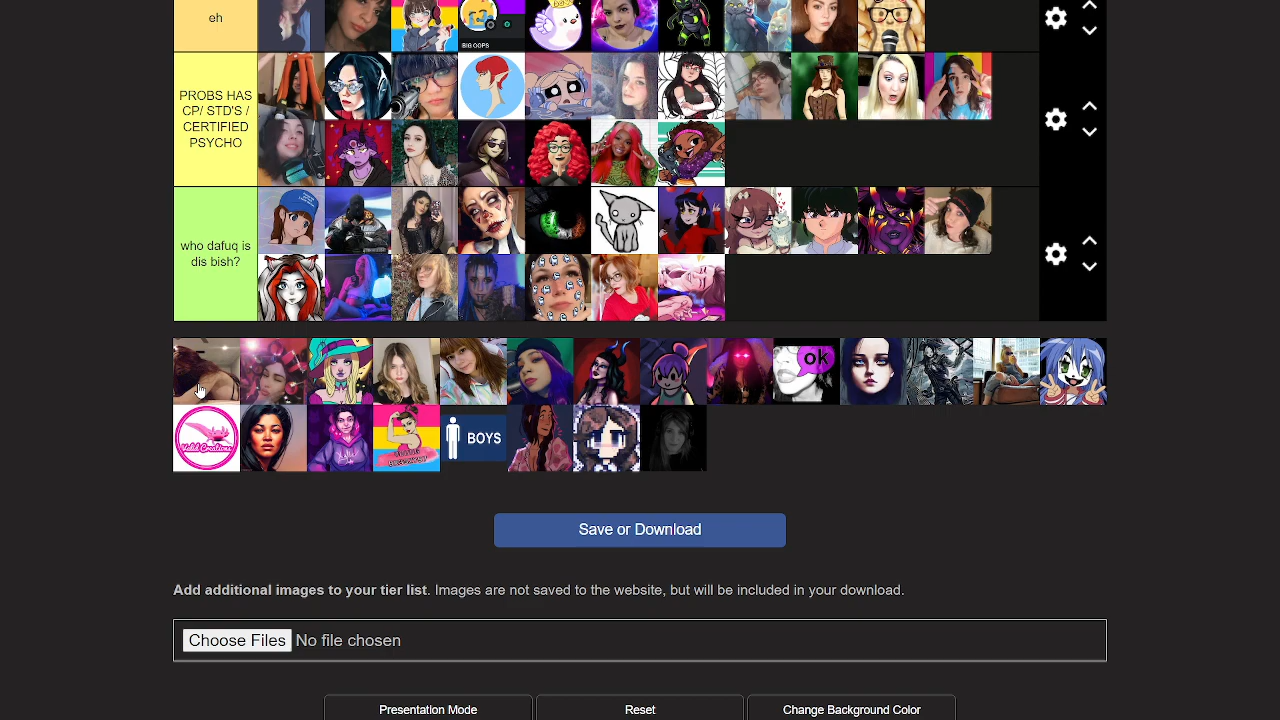 eh
BIG OOPS
PROBS HAS
CP/ STD'S /
CERTIFIED
PSYCHO
who dafuq is
dis bish?
ok
BOYS
Save or Download
Add additional images to your tier list. Images are not saved to the website, but will be included in your download.
Choose Files No file chosen
Presentation Mode
Reset
Change Background Color